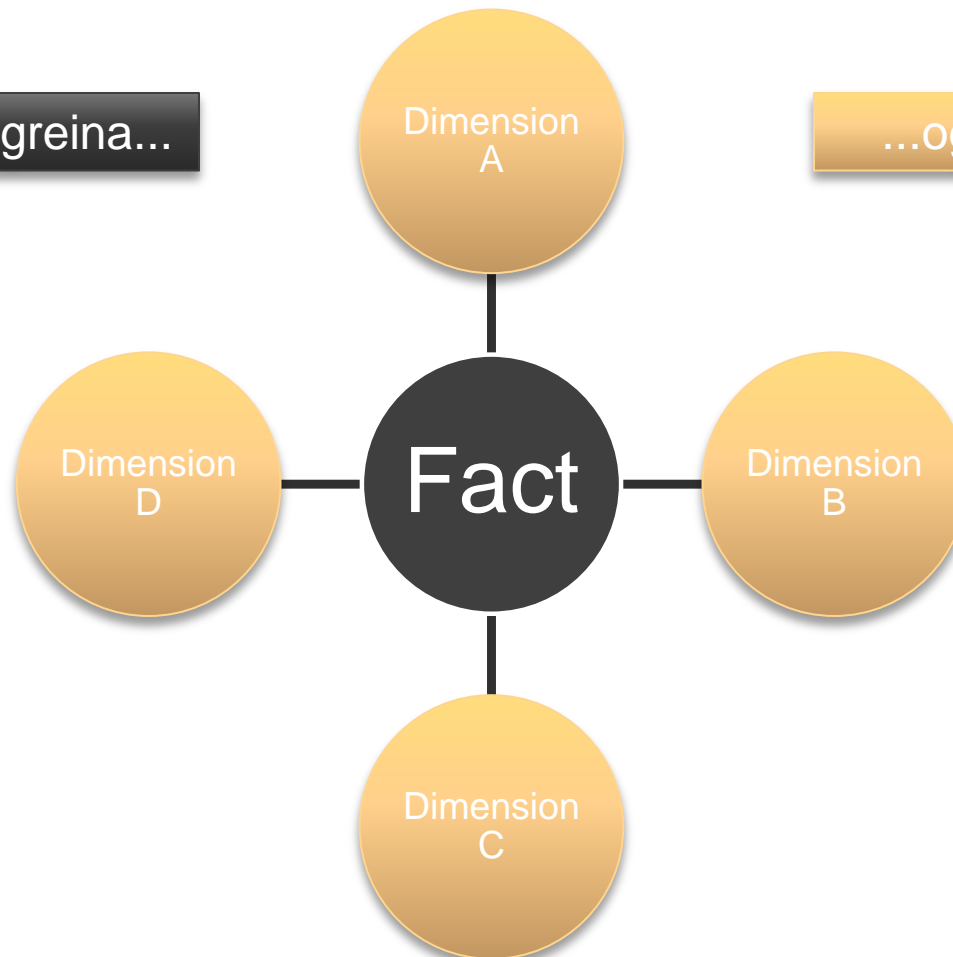 greina...
Dimension
A
...og
Dimension
D
Fact
Dimension
B
Dimension
C